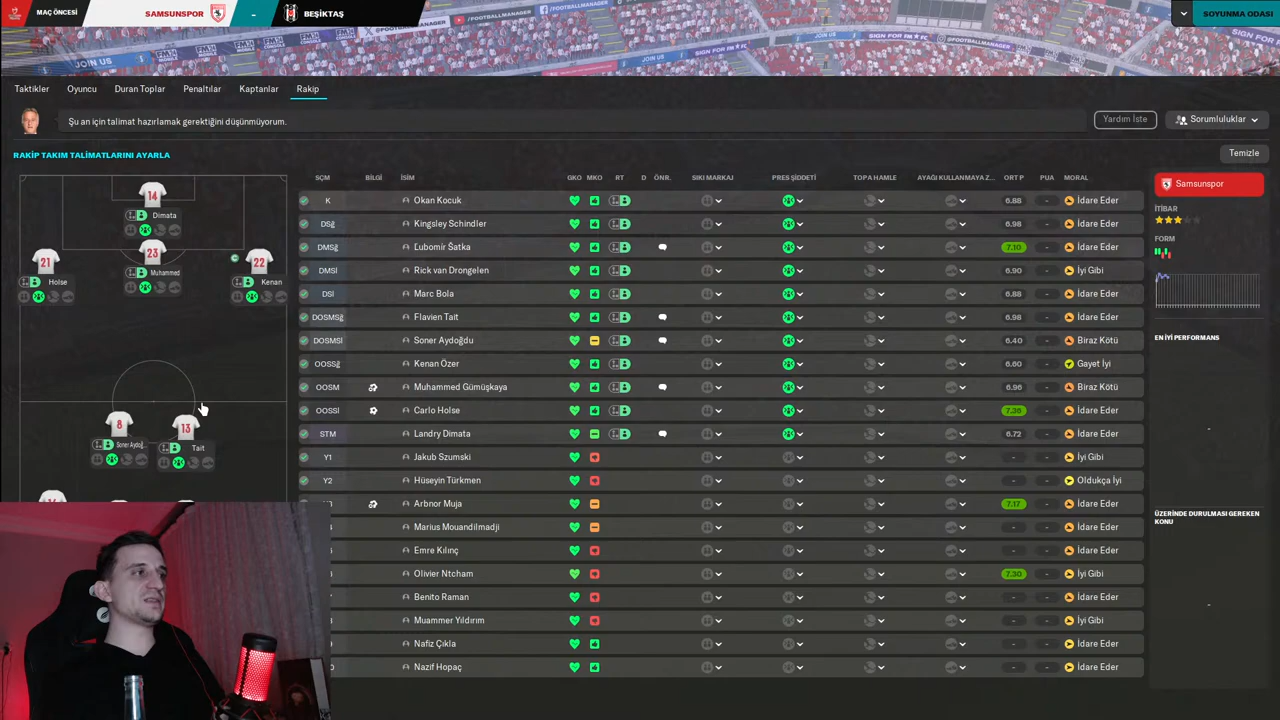 MAÇ ÖNCESİ
SAMSUNSPOR
-
BEŞİKTAŞ
SOYUNMA ODASI
JOIN US
SIGN FOR FM
Taktikler
Oyuncu
Duran Toplar
Penaltılar
Kaptanlar
Rakip
Şu an için talimat hazırlamak gerektiğini düşünmüyorum.
Yardım İste
Sorumluluklar
RAKİP TAKIM TALİMATLARINI AYARLA
Temizle
14
Dimata
23
Muhammed
21
Holse
22
Kenan
8
Soner Aydoğ...
13
Tait
SÇM BİLGİ İSİM GKO MKO RT D ÖNR. SIKI MARKAJ PRES ŞİDDETİ TOPA HAMLE AYAĞI KULLANMAYA Z... ORT P PUA MORAL
K Okan Kocuk 6.88 - İdare Eder
DSğ Kingsley Schindler 6.98 - İdare Eder
DMSğ Ľubomír Šatka 7.10 - İdare Eder
DMSl Rick van Drongelen 6.90 - İyi Gibi
DSl Marc Bola 6.88 - İdare Eder
DOSMSğ Flavien Tait 6.98 - İdare Eder
DOSMSl Soner Aydoğdu 6.40 - Biraz Kötü
OOSSğ Kenan Özer 6.60 - Gayet İyi
OOSM Muhammed Gümüşkaya 6.96 - Biraz Kötü
OOSSl Carlo Holse 7.36 - İdare Eder
STM Landry Dimata 6.72 - İdare Eder
Y1 Jakub Szumski - - İyi Gibi
Y2 Hüseyin Türkmen - - Oldukça İyi
Arbnor Muja 7.17 - İdare Eder
Marius Mouandilmadji - - İdare Eder
Emre Kılınç - - İdare Eder
Olivier Ntcham 7.30 - İyi Gibi
Benito Raman - - İdare Eder
Muammer Yıldırım - - İyi Gibi
Nafiz Çıkla - - İdare Eder
Nazif Hopaç - - İdare Eder
Samsunspor
İTİBAR
FORM
EN İYİ PERFORMANS
-
ÜZERİNDE DURULMASI GEREKEN
KONU
-